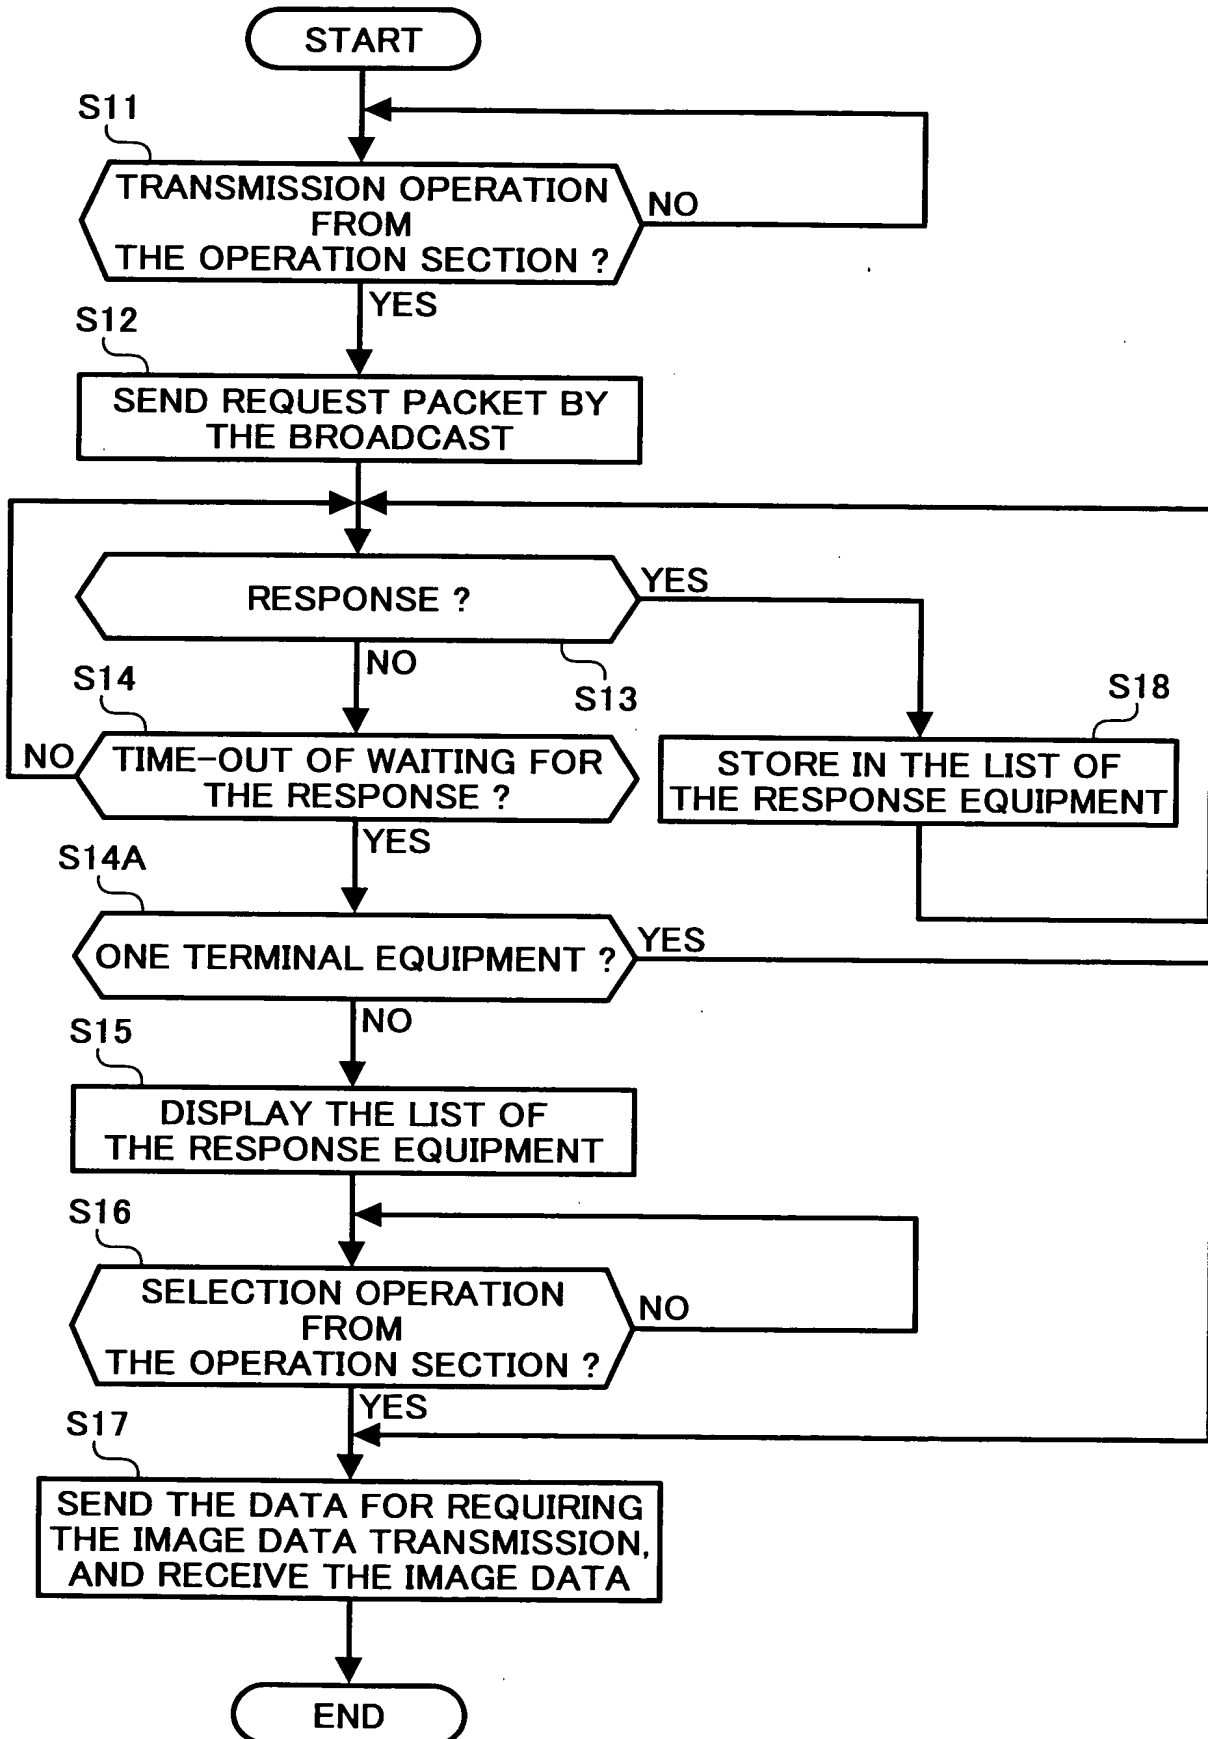 START
S11
TRANSMISSION OPERATION
FROM
THE OPERATION SECTION ?
NO
YES
S12
SEND REQUEST PACKET BY
THE BROADCAST
RESPONSE ?
YES
NO
S13
S14
TIME-OUT OF WAITING FOR
THE RESPONSE ?
NO
YES
S18
STORE IN THE LIST OF
THE RESPONSE EQUIPMENT
S14A
ONE TERMINAL EQUIPMENT ?
YES
NO
S15
DISPLAY THE LIST OF
THE RESPONSE EQUIPMENT
S16
SELECTION OPERATION
FROM
THE OPERATION SECTION ?
NO
YES
S17
SEND THE DATA FOR REQUIRING
THE IMAGE DATA TRANSMISSION,
AND RECEIVE THE IMAGE DATA
END